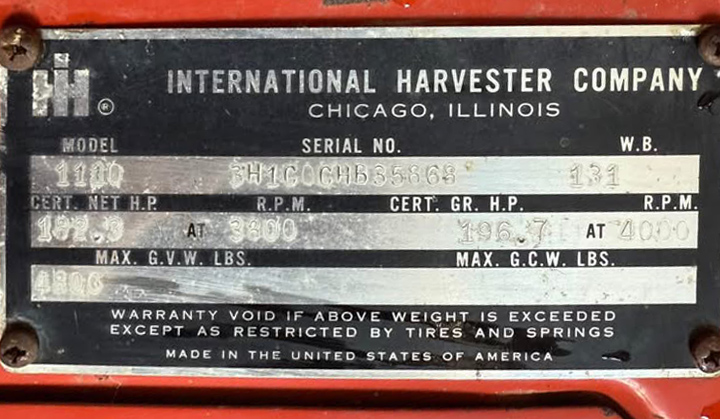 IH ®
INTERNATIONAL HARVESTER COMPANY
CHICAGO, ILLINOIS
MODEL SERIAL NO. W.B.
1110 131
CERT. NET H.P. R.P.M. CERT. GR. H.P. R.P.M.
AT 196.7 AT 4000
MAX. G.V.W. LBS. MAX. G.C.W. LBS.
WARRANTY VOID IF ABOVE WEIGHT IS EXCEEDED
EXCEPT AS RESTRICTED BY TIRES AND SPRINGS
MADE IN THE UNITED STATES OF AMERICA